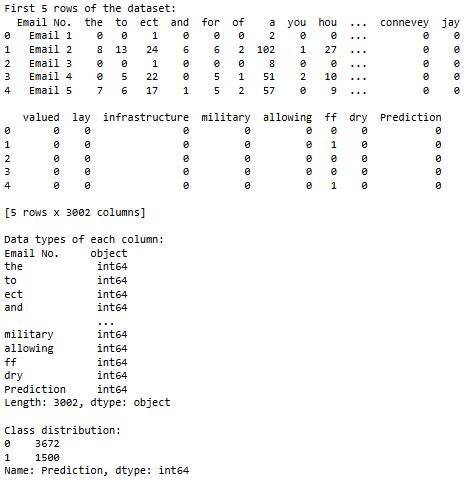 First 5 rows of the dataset:
  Email No.  the  to  ect  and  for  of    a  you  hou  ...  connevey  jay
0   Email 1    0   0    1    0    0   0    2    0    0  ...         0    0
1   Email 2    8  13   24    6    6   2  102    1   27  ...         0    0
2   Email 3    0   0    1    0    0   0    8    0    0  ...         0    0
3   Email 4    0   5   22    0    5   1   51    2   10  ...         0    0
4   Email 5    7   6   17    1    5   2   57    0    9  ...         0    0
   valued  lay  infrastructure  military  allowing  ff  dry  Prediction
0       0    0               0         0         0   0    0           0
1       0    0               0         0         0   1    0           0
2       0    0               0         0         0   0    0           0
3       0    0               0         0         0   0    0           0
4       0    0               0         0         0   1    0           0
[5 rows x 3002 columns]
Data types of each column:
Email No.     object
the            int64
to             int64
ect            int64
and            int64
...
military       int64
allowing       int64
ff             int64
dry            int64
Prediction     int64
Length: 3002, dtype: object
Class distribution:
0    3672
1    1500
Name: Prediction, dtype: int64